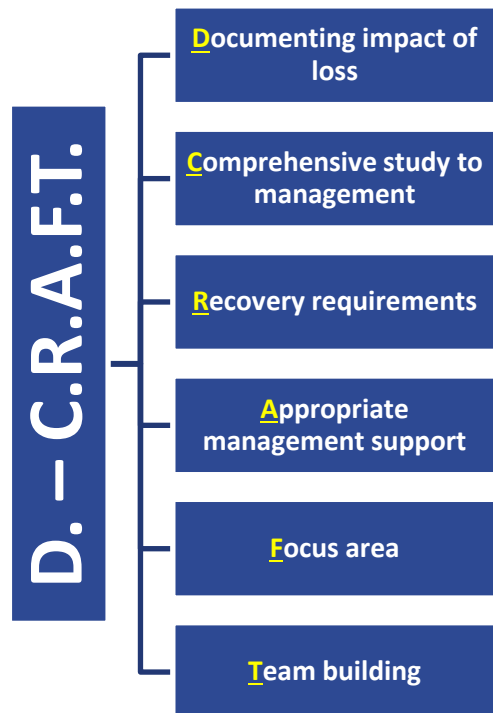 D. – C.R.A.F.T.
Documenting impact of
loss
Comprehensive study to
management
Recovery requirements
Appropriate
management support
Focus area
Team building